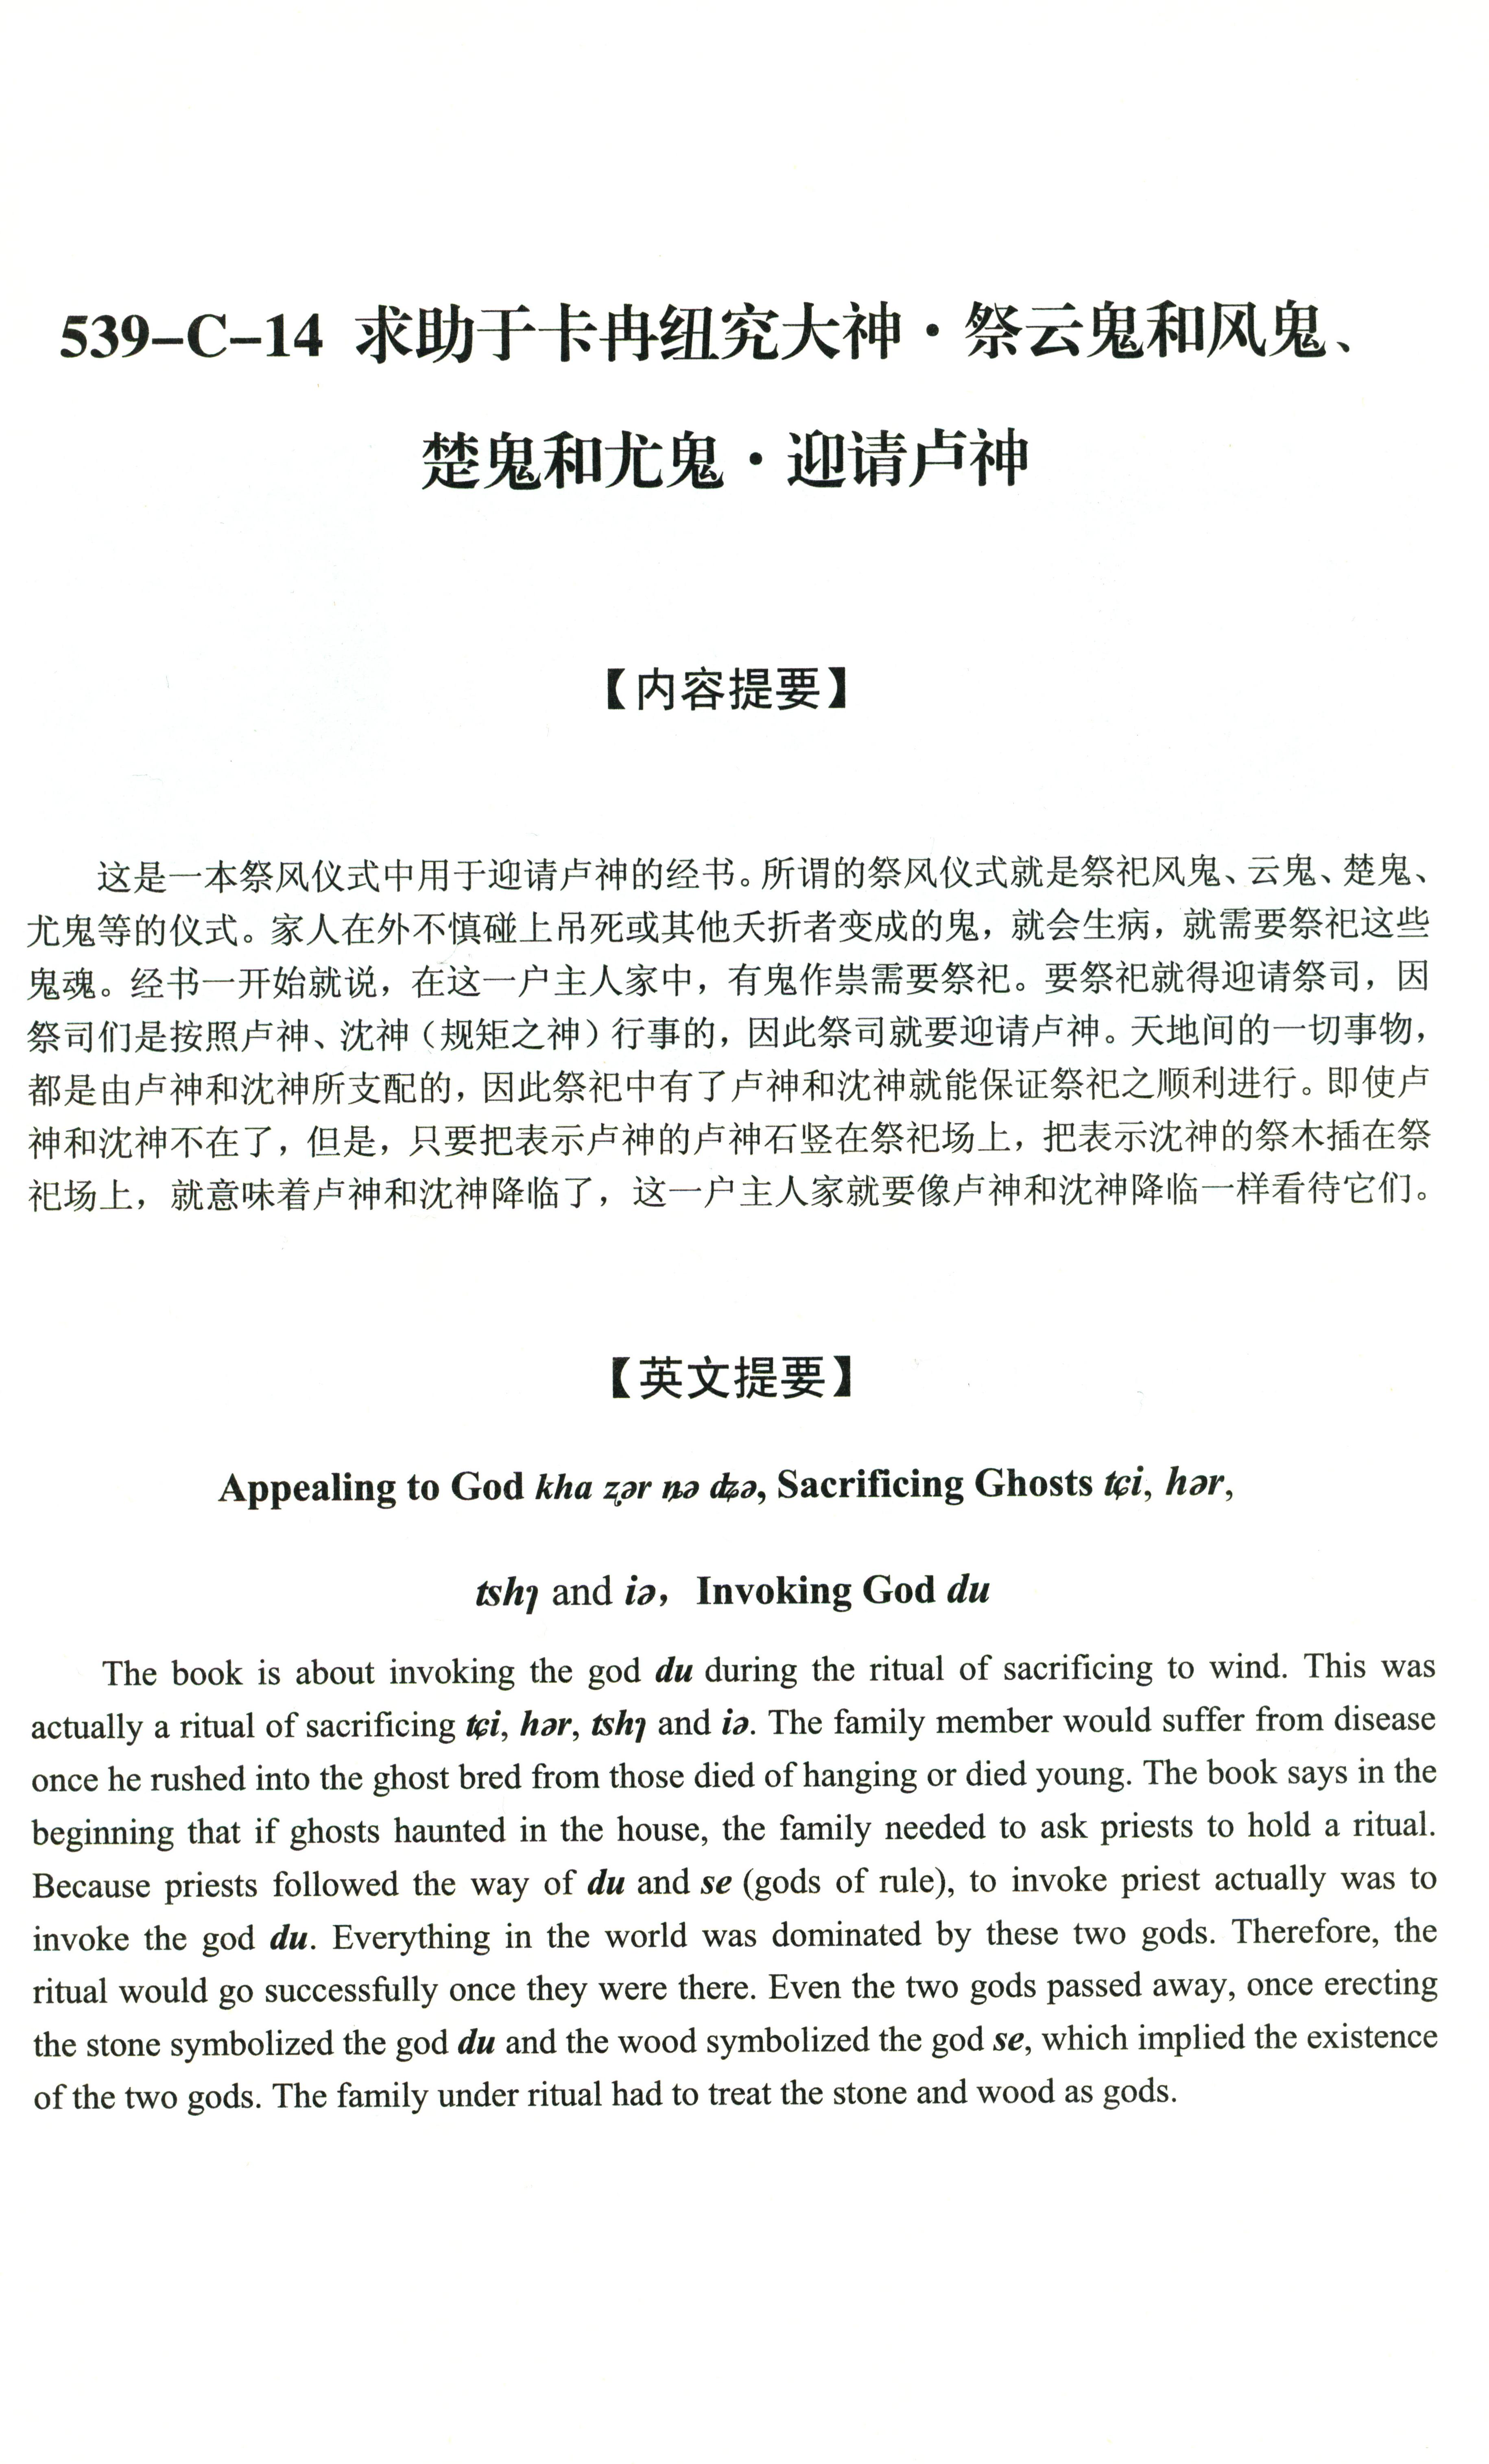 539–C–14 求助于卡冉纽究大神·祭云鬼和风鬼、
楚鬼和尤鬼·迎请卢神
【内容提要】
这是一本祭风仪式中用于迎请卢神的经书。所谓的祭风仪式就是祭祀风鬼、云鬼、楚鬼、
尤鬼等的仪式。家人在外不慎碰上吊死或其他夭折者变成的鬼，就会生病，就需要祭祀这些
鬼魂。经书一开始就说，在这一户主人家中，有鬼作祟需要祭祀。要祭祀就得迎请祭司，因
祭司们是按照卢神、沈神（规矩之神）行事的，因此祭司就要迎请卢神。天地间的一切事物，
都是由卢神和沈神所支配的，因此祭祀中有了卢神和沈神就能保证祭祀之顺利进行。即使卢
神和沈神不在了，但是，只要把表示卢神的卢神石竖在祭祀场上，把表示沈神的祭木插在祭
祀场上，就意味着卢神和沈神降临了，这一户主人家就要像卢神和沈神降临一样看待它们。
【英文提要】
Appealing to God kha ʐər ȵə ʥə, Sacrificing Ghosts tɕi, hər,
tshɿ and iə, Invoking God du
The book is about invoking the god du during the ritual of sacrificing to wind. This was
actually a ritual of sacrificing tɕi, hər, tshɿ and iə. The family member would suffer from disease
once he rushed into the ghost bred from those died of hanging or died young. The book says in the
beginning that if ghosts haunted in the house, the family needed to ask priests to hold a ritual.
Because priests followed the way of du and se (gods of rule), to invoke priest actually was to
invoke the god du. Everything in the world was dominated by these two gods. Therefore, the
ritual would go successfully once they were there. Even the two gods passed away, once erecting
the stone symbolized the god du and the wood symbolized the god se, which implied the existence
of the two gods. The family under ritual had to treat the stone and wood as gods.